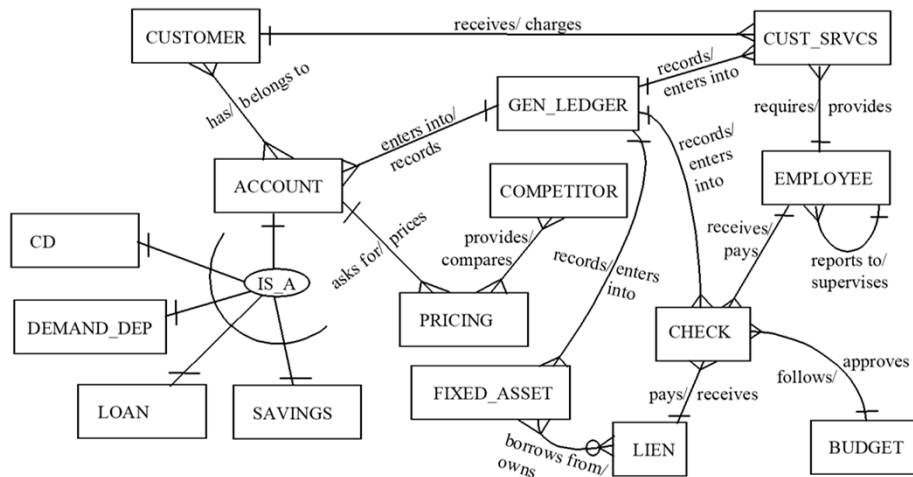 CUSTOMER
receives/ charges
CUST_SRVCS
has/ belongs to
records/
enters into
GEN_LEDGER
enters into/
records
requires/ provides
records/
enters
into
ACCOUNT
COMPETITOR
EMPLOYEE
CD
asks for/ prices
provides/
compares
receives/
pays
reports to/
supervises
records/ enters
into
IS_A
DEMAND_DEP
PRICING
CHECK
LOAN
SAVINGS
FIXED_ASSET
pays/ receives
follows/ approves
borrows from/
owns
LIEN
BUDGET